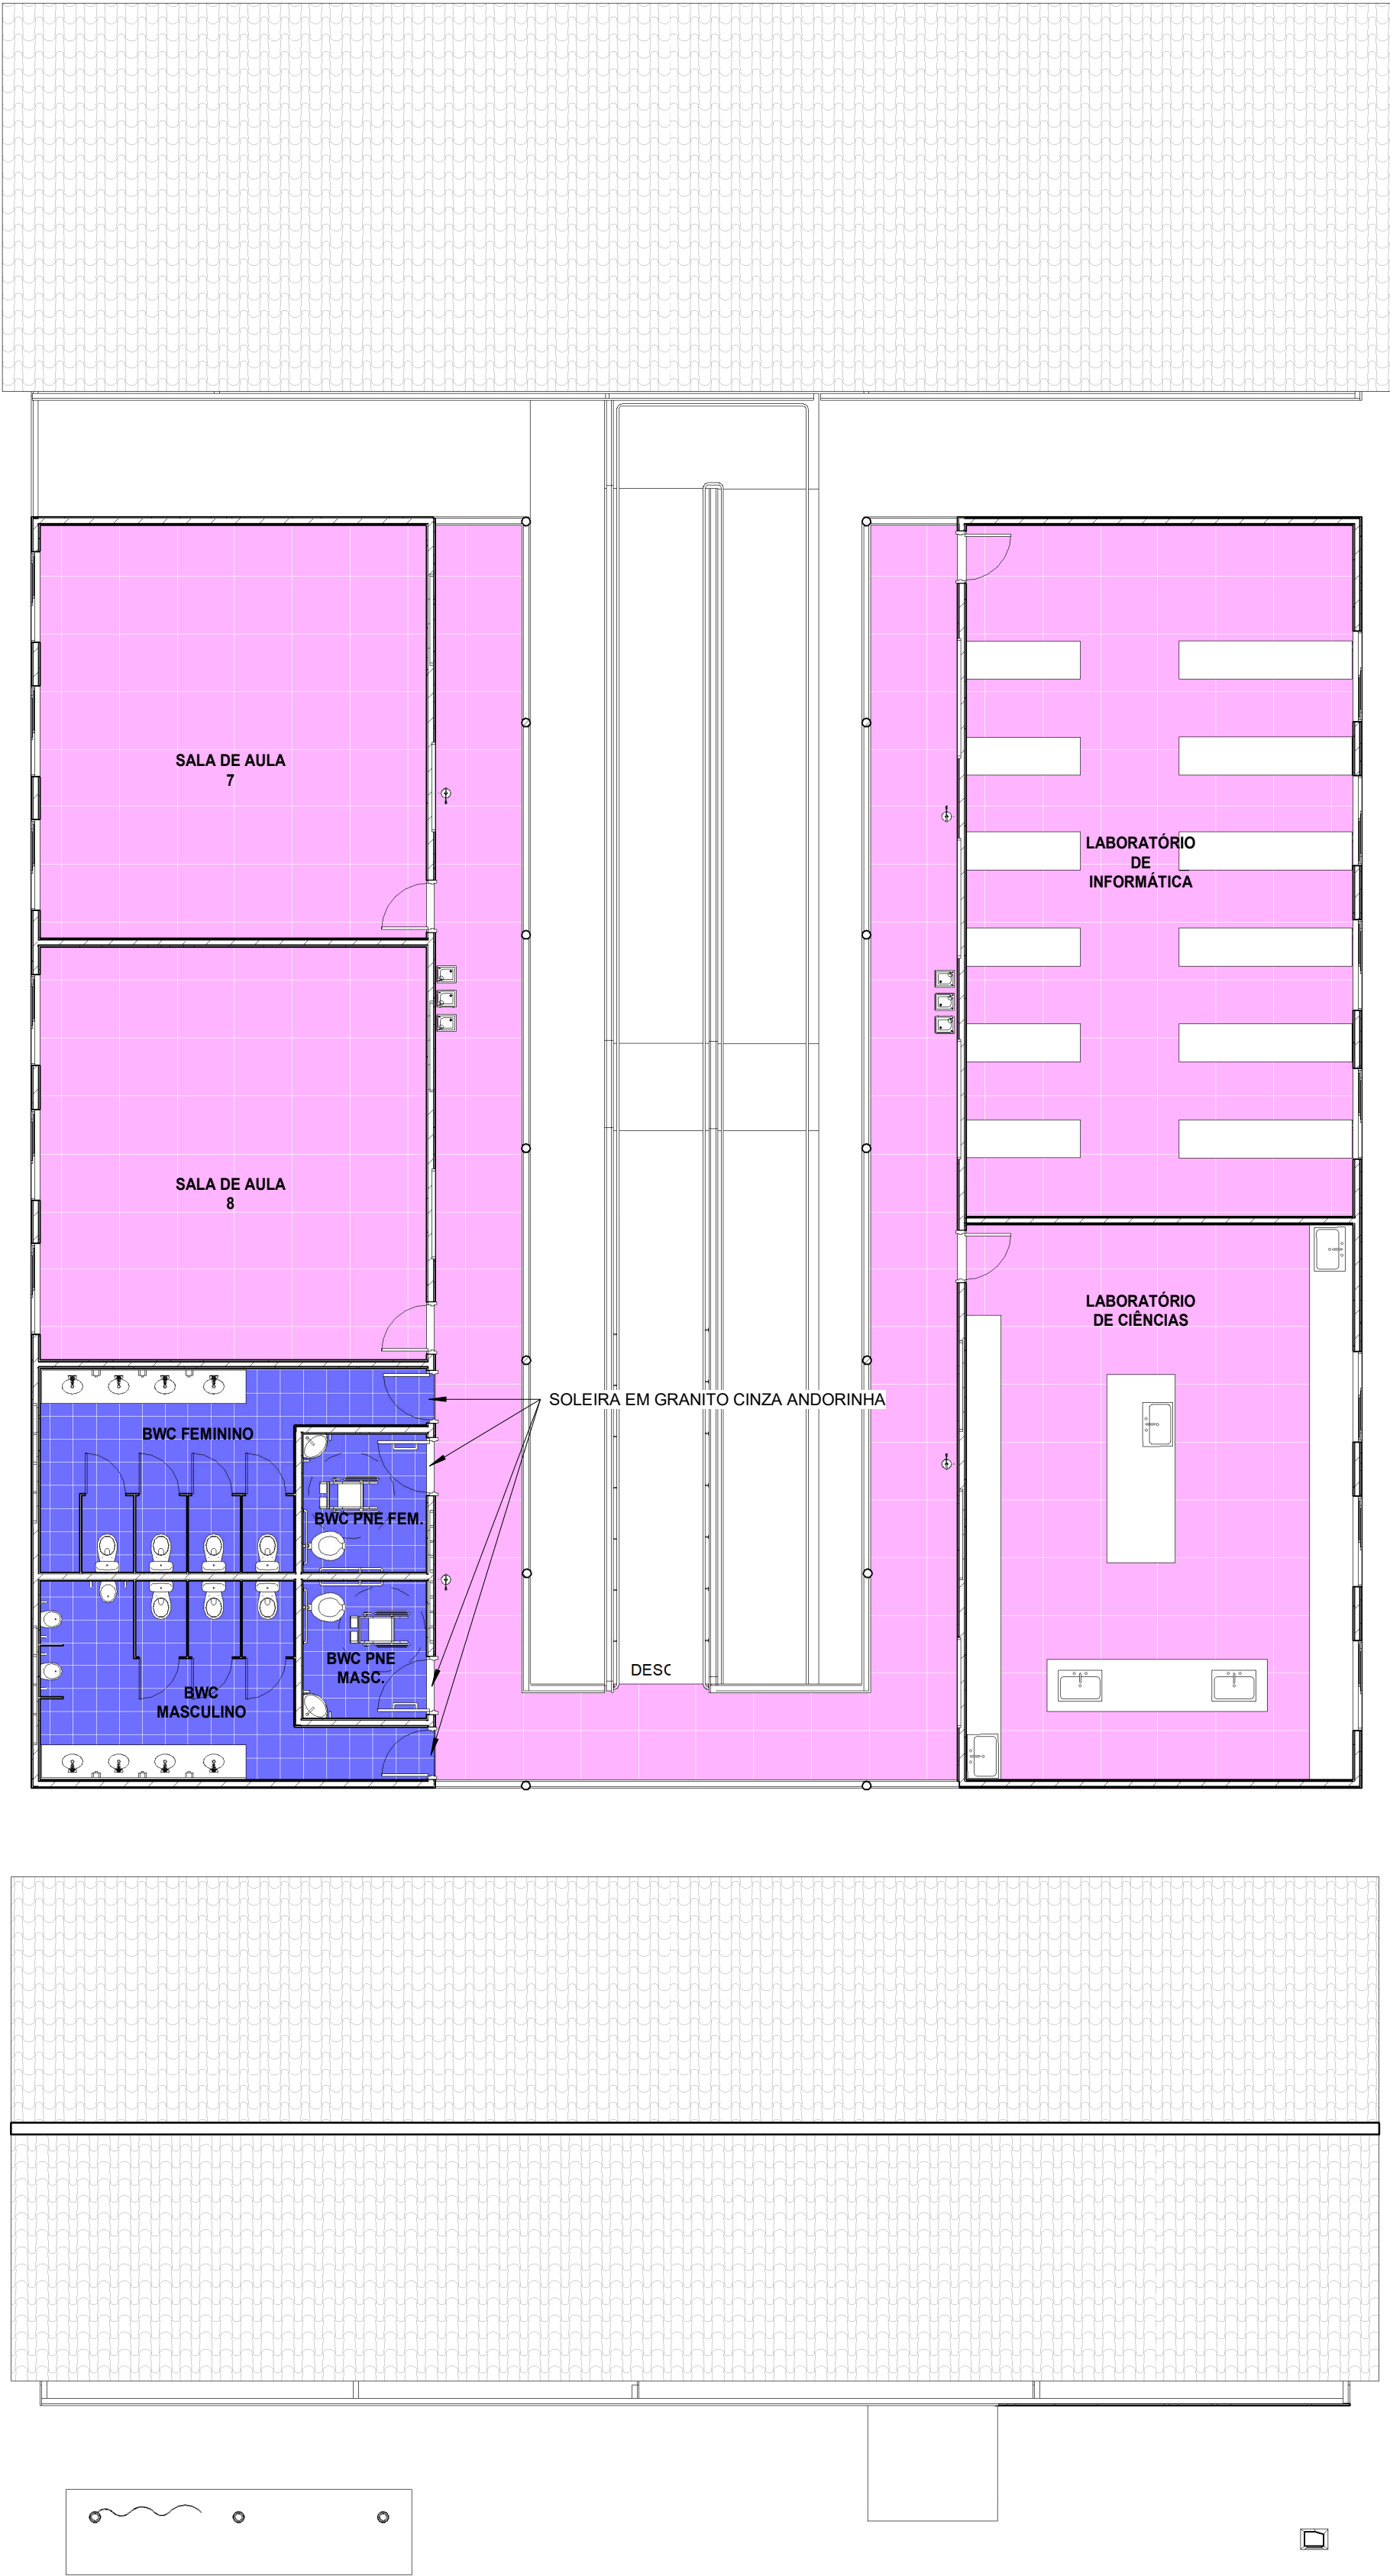 SALA DE AULA
7
LABORATÓRIO
DE
INFORMÁTICA
SALA DE AULA
8
LABORATÓRIO
DE CIÊNCIAS
SOLEIRA EM GRANITO CINZA ANDORINHA
BWC FEMININO
BWC PNE FEM.
BWC PNE
MASC.
DESC
BWC
MASCULINO